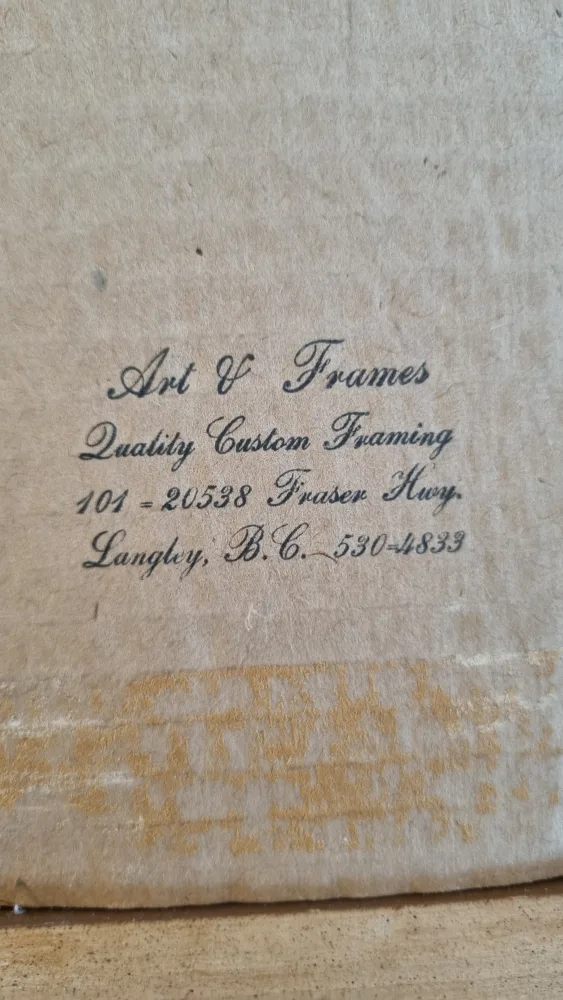 Art & Frames
Quality Custom Framing
101 - 20538 Fraser Hwy.
Langley, B.C. 530-4833